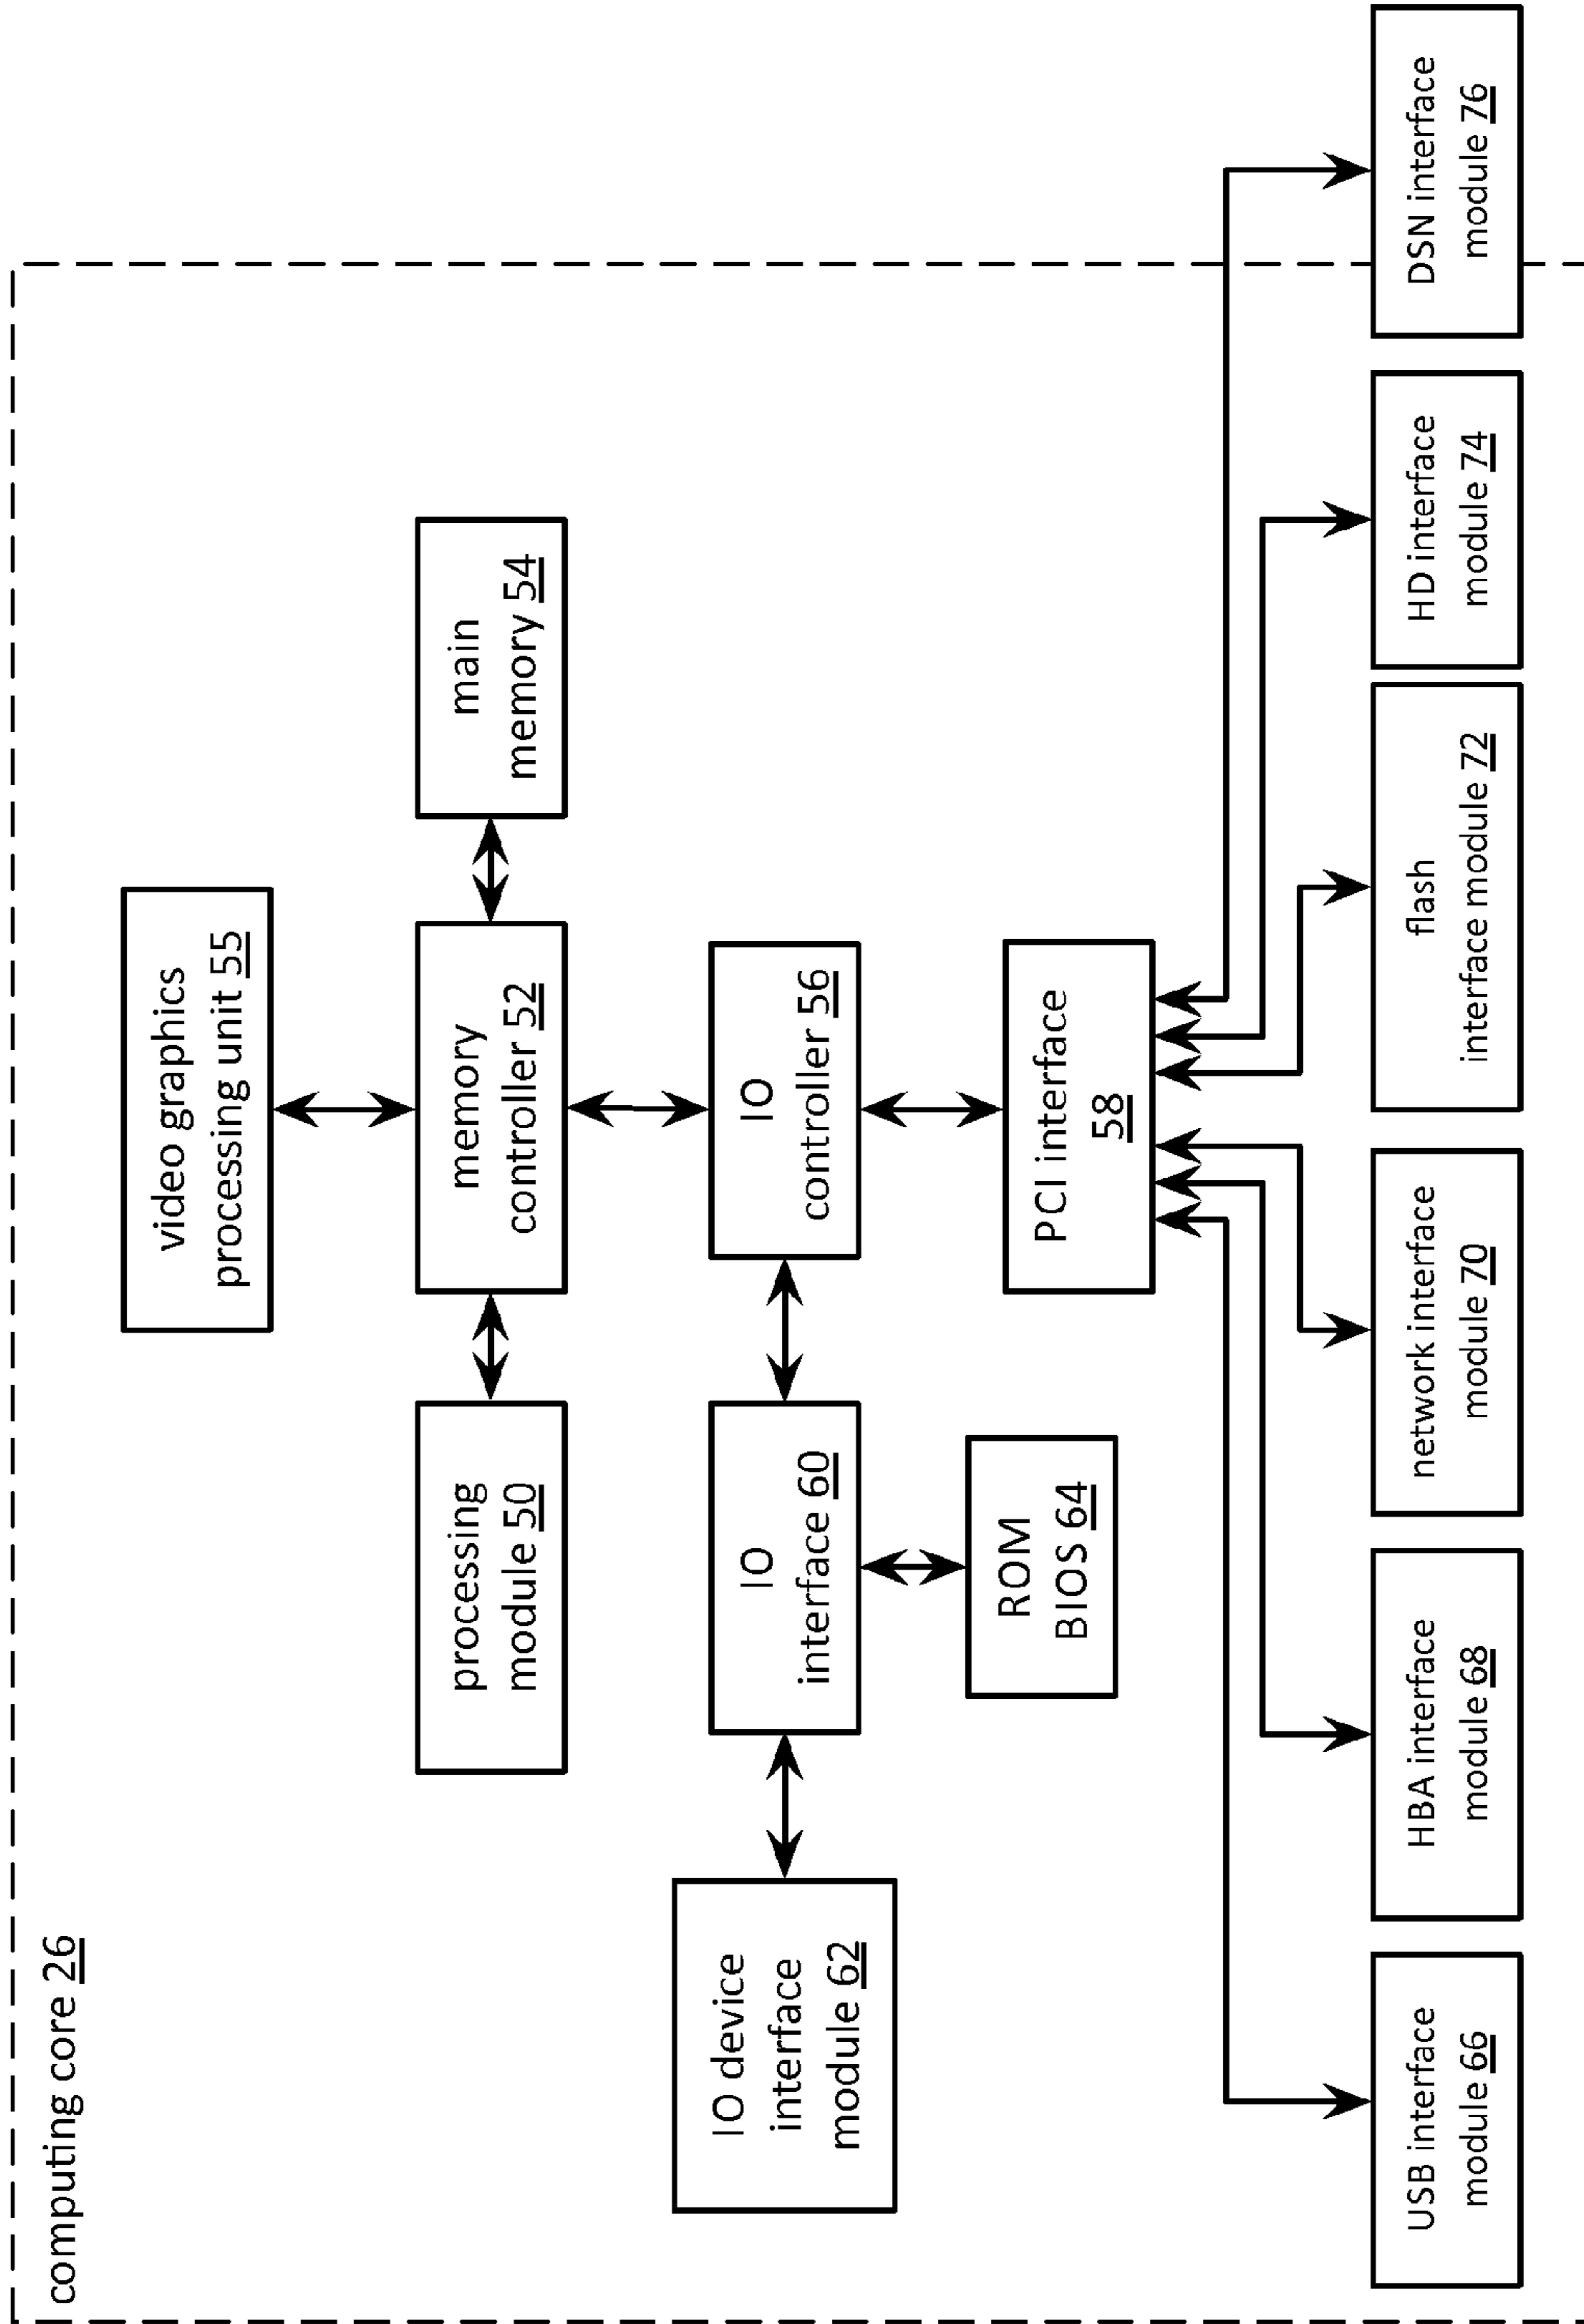 computing core 26
video graphics
processing unit 55
processing
module 50
memory
controller 52
main
memory 54
IO device
interface
module 62
IO
interface 60
IO
controller 56
ROM
BIOS 64
PCI interface
58
USB interface
module 66
HBA interface
module 68
network interface
module 70
flash
interface module 72
HD interface
module 74
DSN interface
module 76